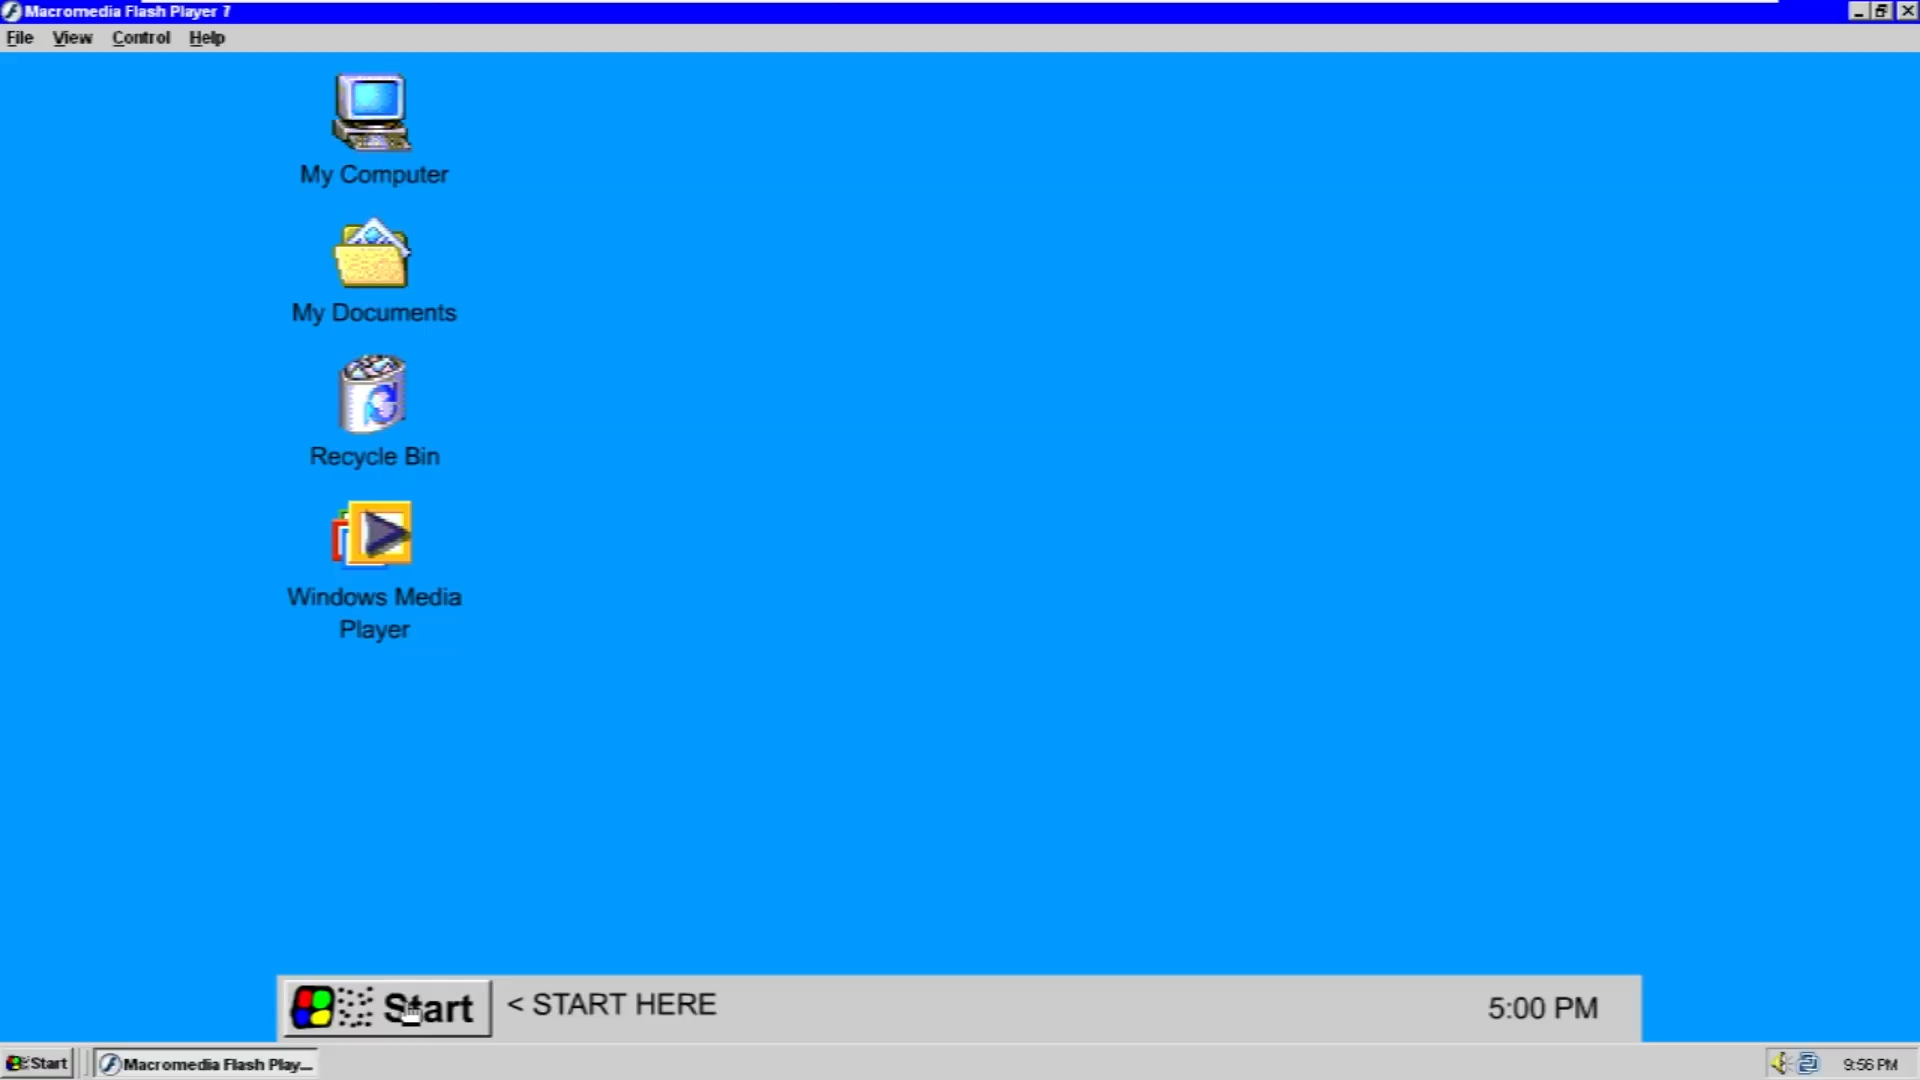 Macromedia Flash Player 7
File View Control Help
My Computer
My Documents
Recycle Bin
Windows Media
Player
Start < START HERE 5:00 PM
Start Macromedia Flash Play... 9:56 PM